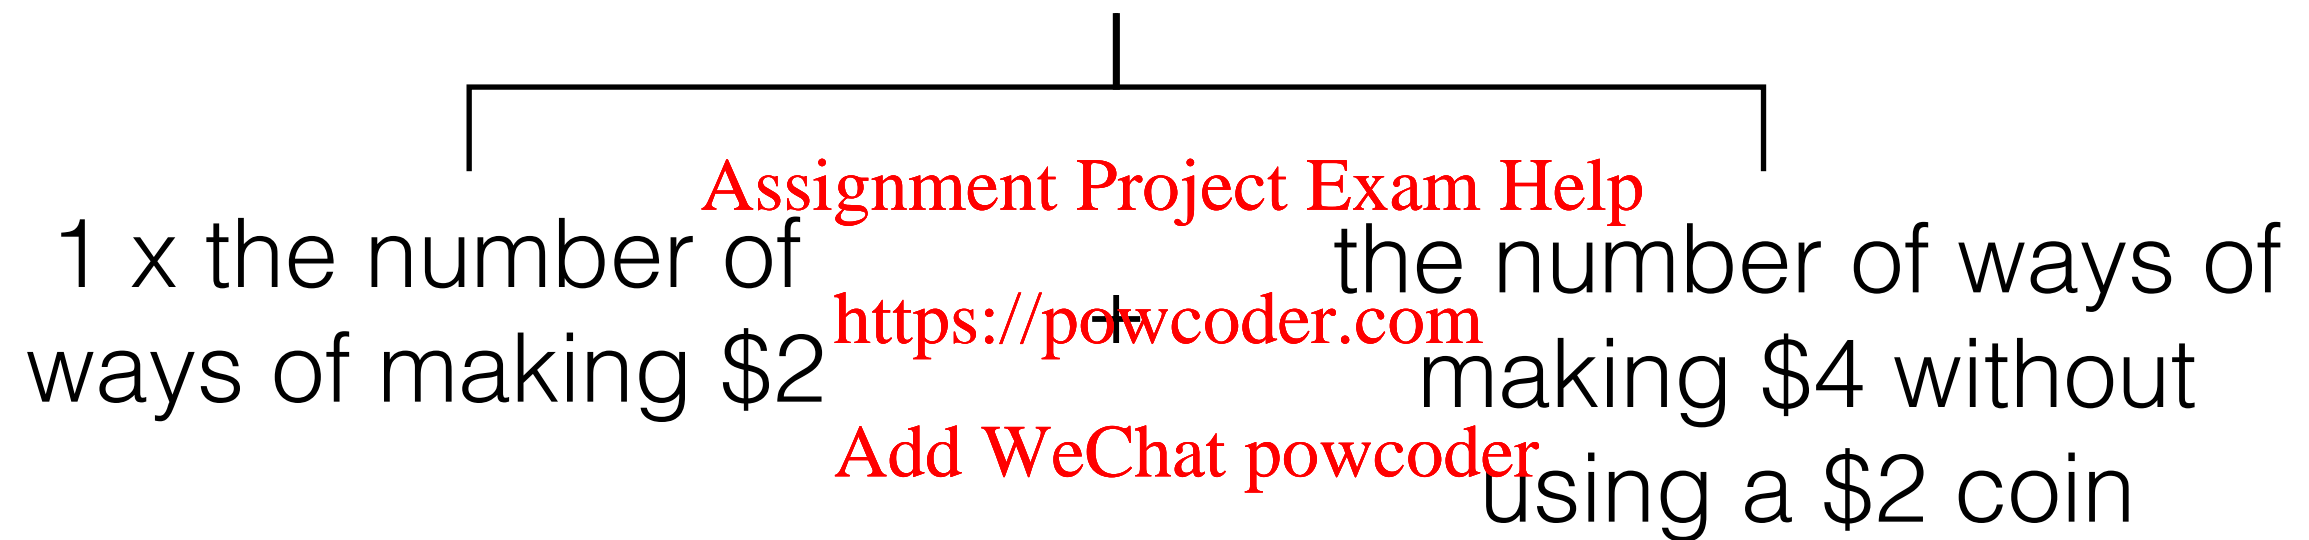 1 x the number of
ways of making $2
+
the number of ways of
making $4 without
using a $2 coin
Assignment Project Exam Help
https://powcoder.com
Add WeChat powcoder